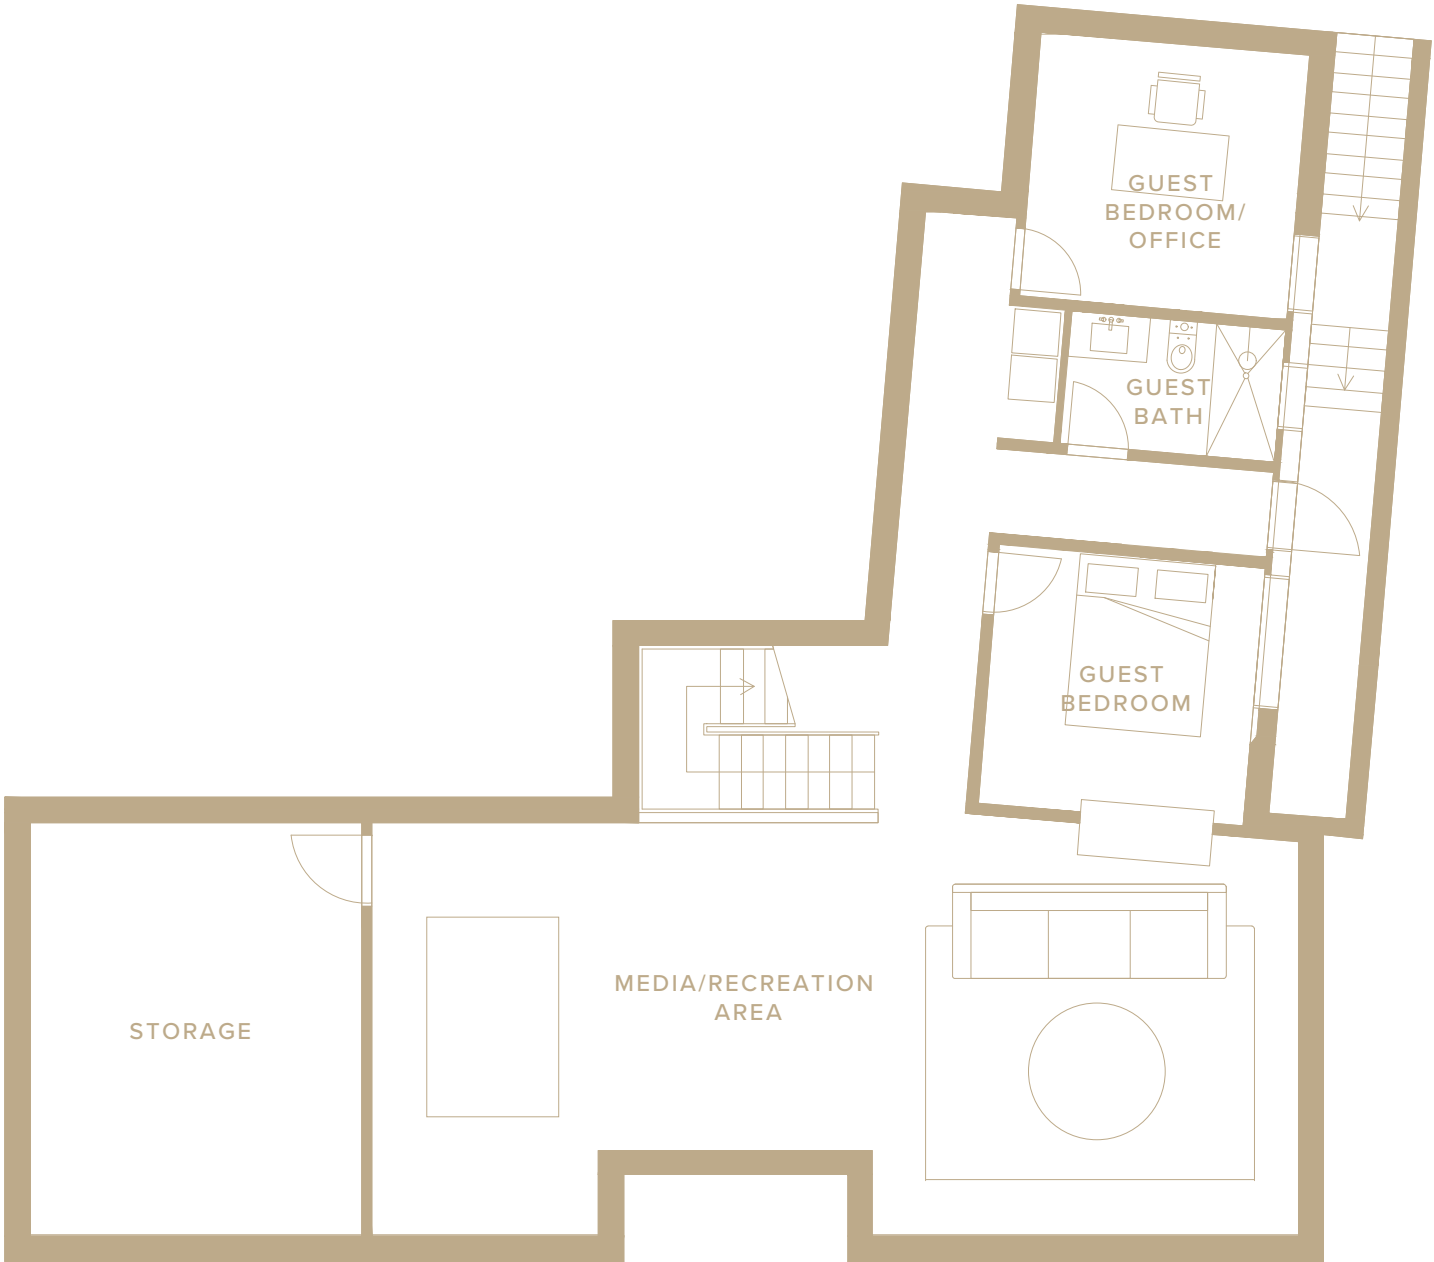 GUEST
BEDROOM/
OFFICE
GUEST
BATH
GUEST
BEDROOM
MEDIA/RECREATION
AREA
STORAGE